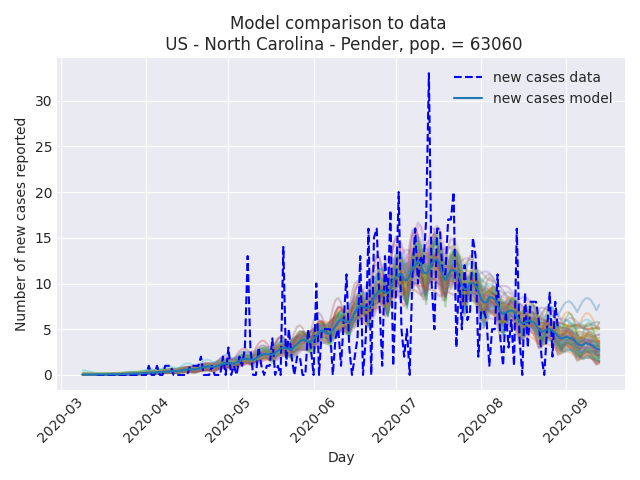 Model comparison to data
US - North Carolina - Pender, pop. = 63060
new cases data
new cases model
Number of new cases reported
30
25
20
15
10
5
0
2020-03
2020-04
2020-05
2020-06
2020-07
2020-08
2020-09
Day